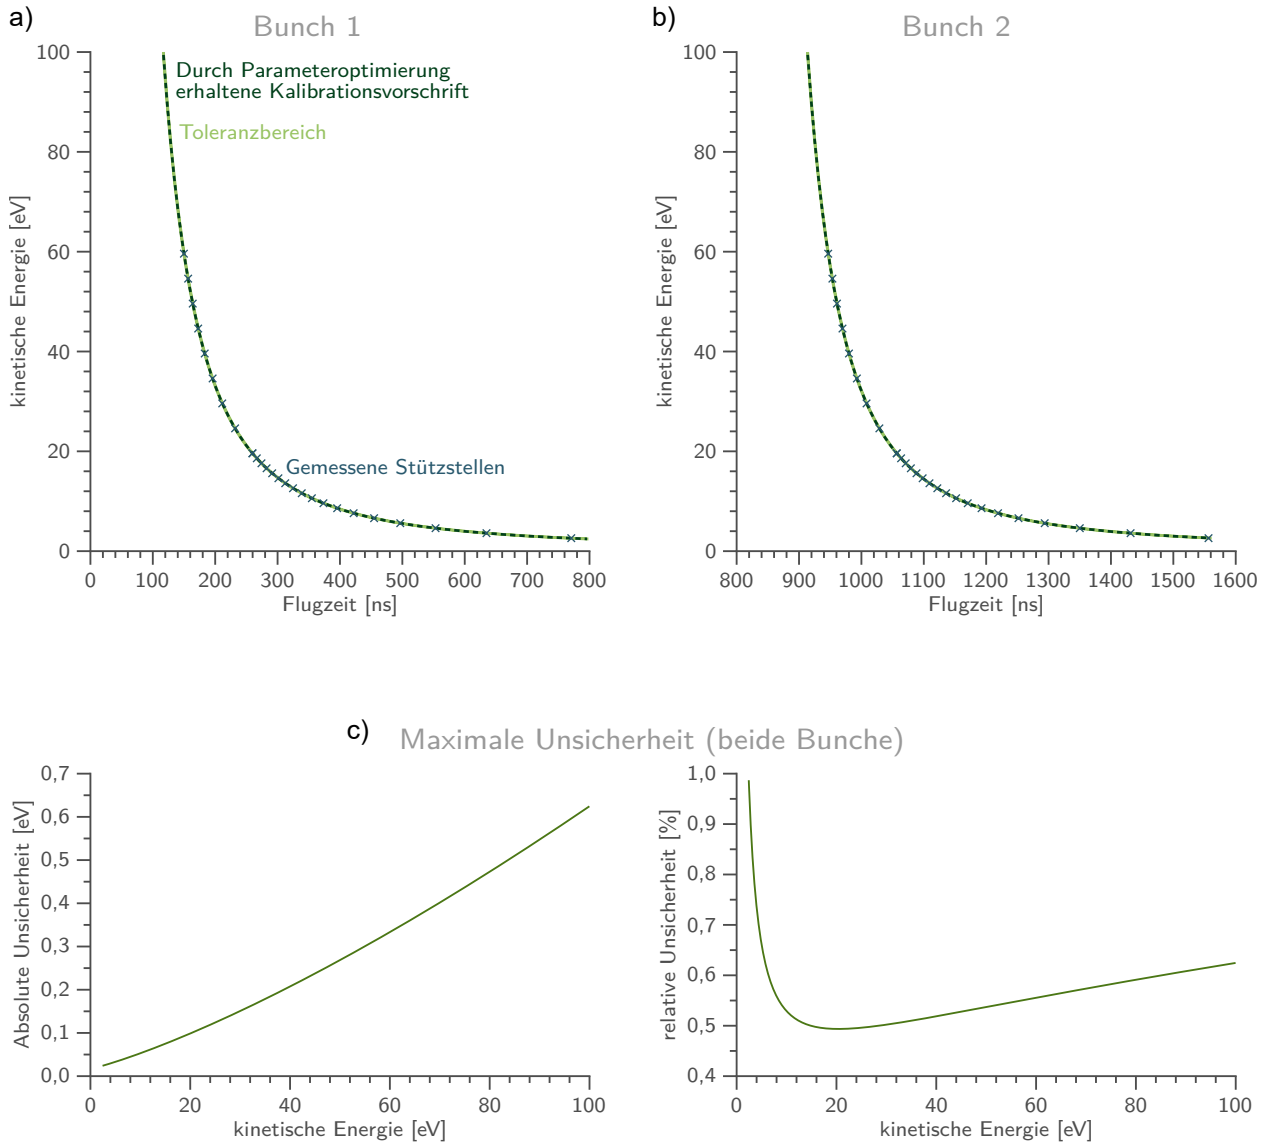 a)
Bunch 1
100
80
60
40
20
0
kinetische Energie [eV]
Durch Parameteroptimierung
erhaltene Kalibrationsvorschrift
Toleranzbereich
Gemessene Stützstellen
0 100 200 300 400 500 600 700 800
Flugzeit [ns]
b)
Bunch 2
100
80
60
40
20
0
kinetische Energie [eV]
800 900 1000 1100 1200 1300 1400 1500 1600
Flugzeit [ns]
c)
Maximale Unsicherheit (beide Bunche)
0,7
0,6
0,5
0,4
0,3
0,2
0,1
0,0
Absolute Unsicherheit [eV]
0 20 40 60 80 100
kinetische Energie [eV]
1,0
0,9
0,8
0,7
0,6
0,5
0,4
relative Unsicherheit [%]
0 20 40 60 80 100
kinetische Energie [eV]